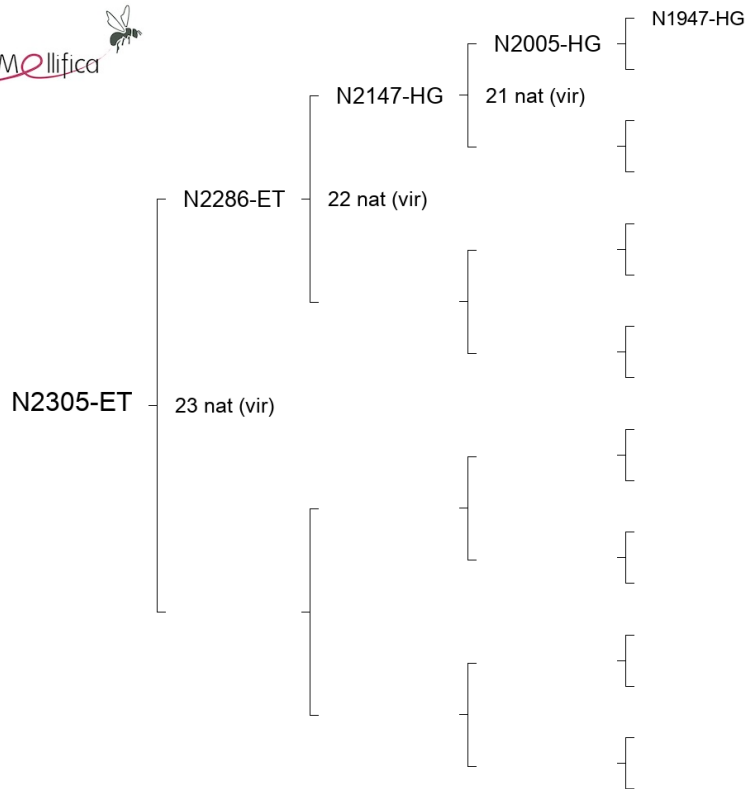 Mellifica
N1947-HG
N2005-HG
N2147-HG
21 nat (vir)
N2286-ET
22 nat (vir)
N2305-ET
23 nat (vir)